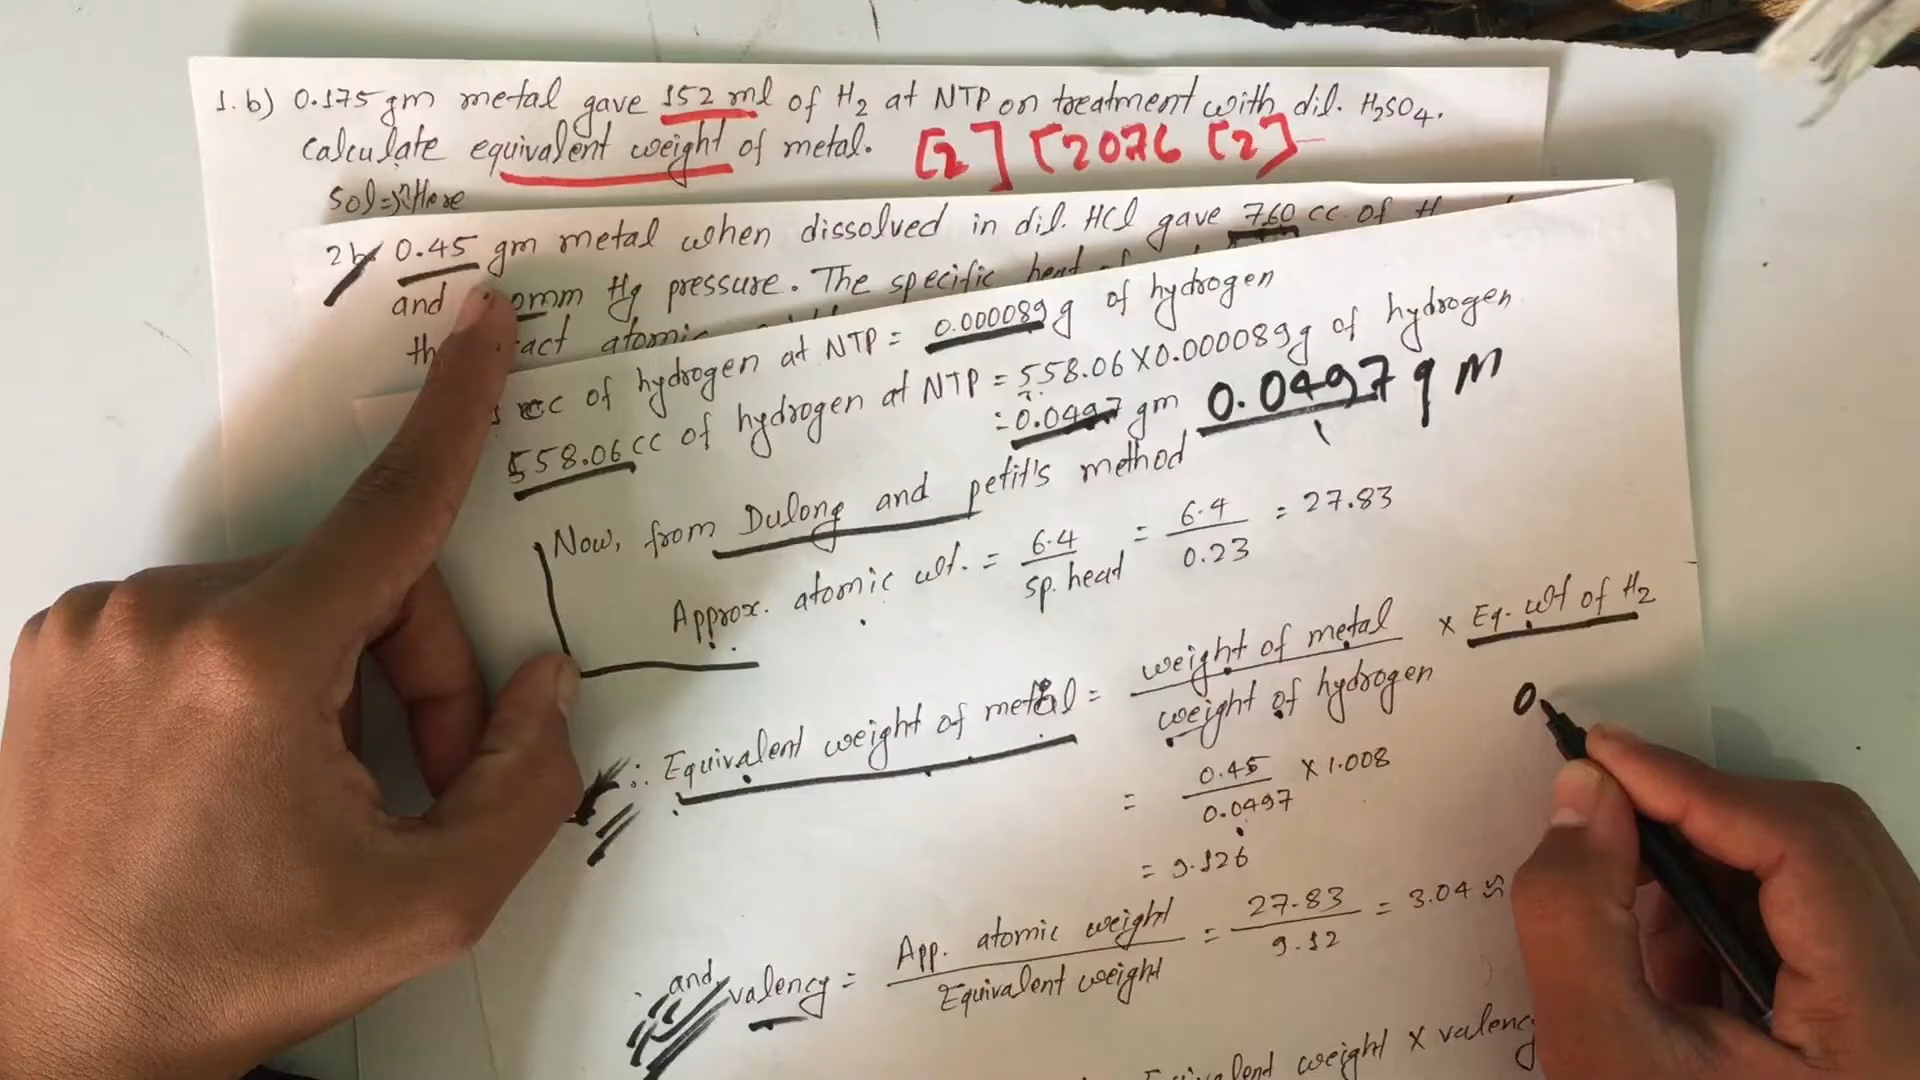 1.b) 0.175 gm metal gave 152 ml of H2 at NTP on treatment with dil. H2SO4.
Calculate equivalent weight of metal. [2] [2076 [2]
Here
2b. 0.45 gm metal when dissolved in dil. HCl gave 760 cc of H
and mm Hg pressure. The specific heat of
act atomic
cc of hydrogen at NTP = 0.000089 g of hydrogen
558.06 cc of hydrogen at NTP = 558.06 X 0.000089 g of hydrogen
= 0.0497 gm 0.0497 gm
Now, from Dulong and petit's method
Approx. atomic wt. = 6.4 / sp. heat = 6.4 / 0.23 = 27.83
∴ Equivalent weight of metal = weight of metal / weight of hydrogen × Eq. wt of H2
0
= 0.45 / 0.0497 X 1.008
= 9.126
and valency = App. atomic weight / Equivalent weight = 27.83 / 9.12 = 3.04 ≈
weight X valenc